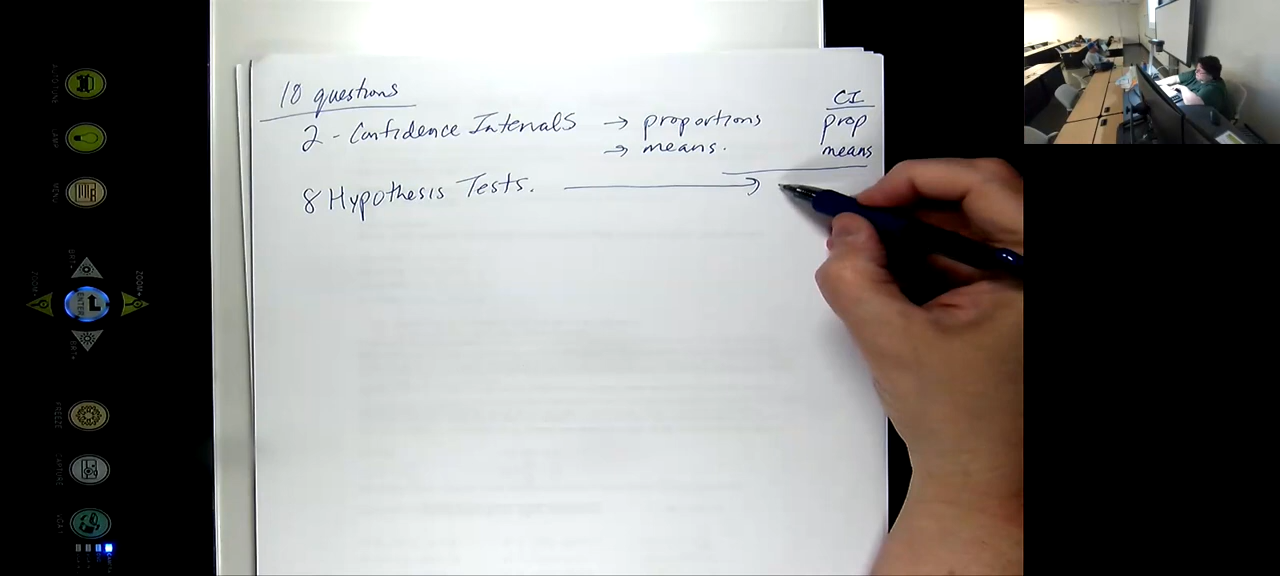 10 questions
2 - Confidence Intervals → proportions
→ means.
CI
prop
means
8 Hypothesis Tests. →